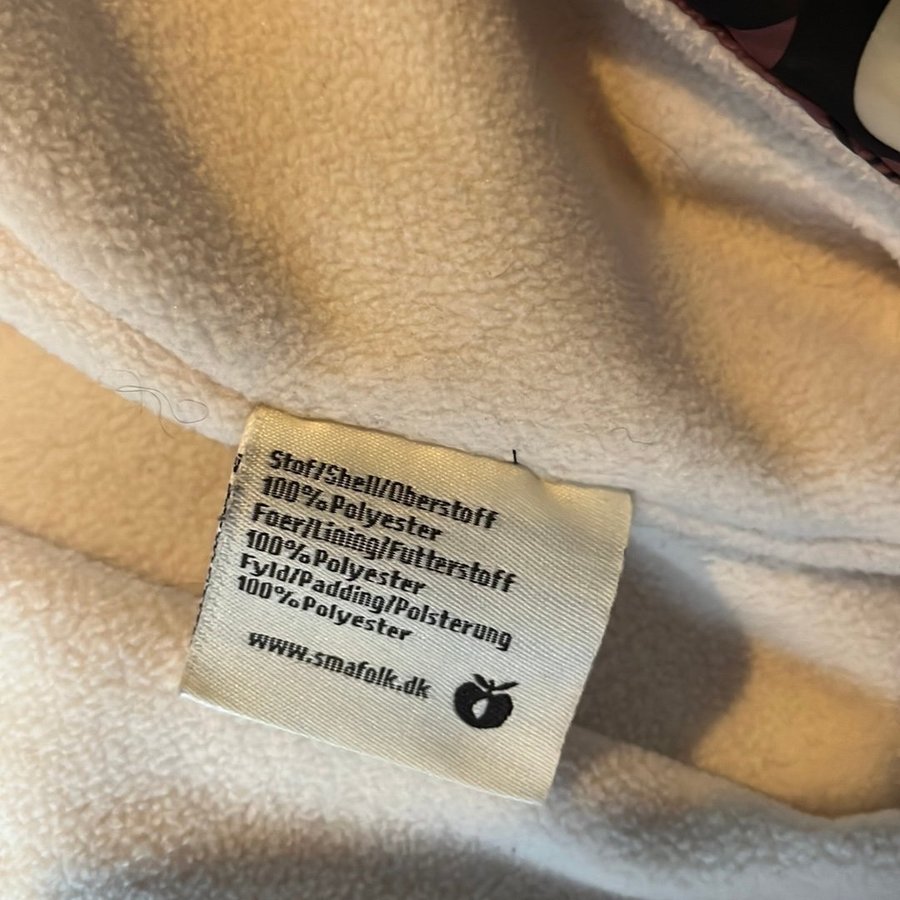 Stof/Shell/Oberstoff
100% Polyester
Foer/Lining/Futterstoff
100% Polyester
Fyld/Padding/Polsterung
100% Polyester
www.smafolk.dk